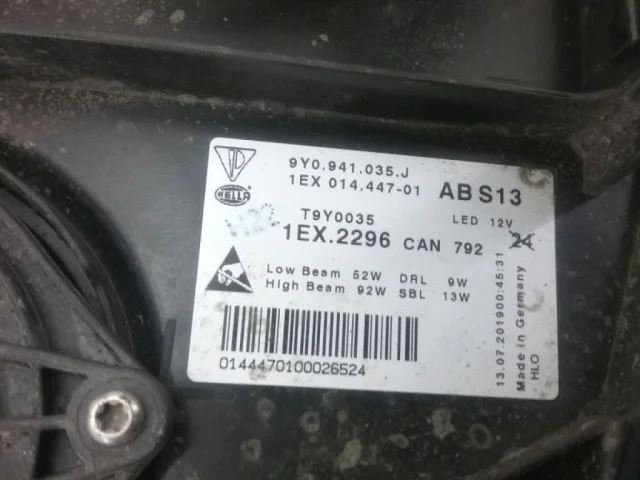 9Y0.941.035.J
1EX 014.447-01 AB S13
HELLA
T9Y0035 LED 12V
1EX.2296 CAN 792 24
Low Beam 52W DRL 9W
High Beam 92W SBL 13W
0144470100026524
13.07.201900:45:31
Made in Germany
HLO